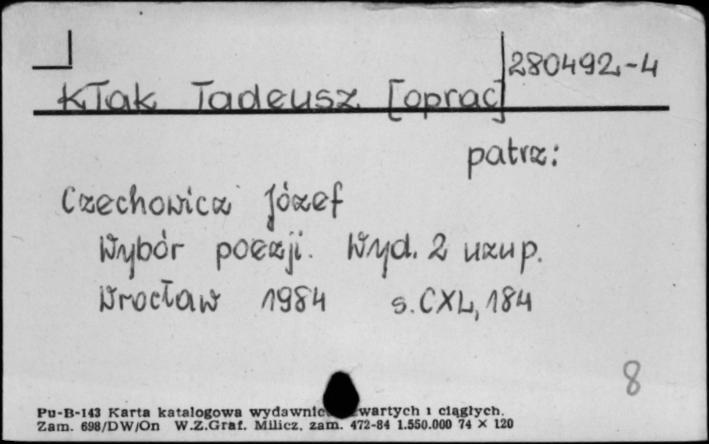 280492-4
Kłak Tadeusz [oprac]
patrz:
Czechowicz Józef
Wybór poezji. Wyd. 2 uzup.
Wrocław 1984 s. CXL, 184
8
Pu-B-143 Karta katalogowa wydawnic wartych i ciągłych.
Zam. 698/DW/On W.Z.Graf. Milicz, zam. 472-84 1.550.000 74 × 120